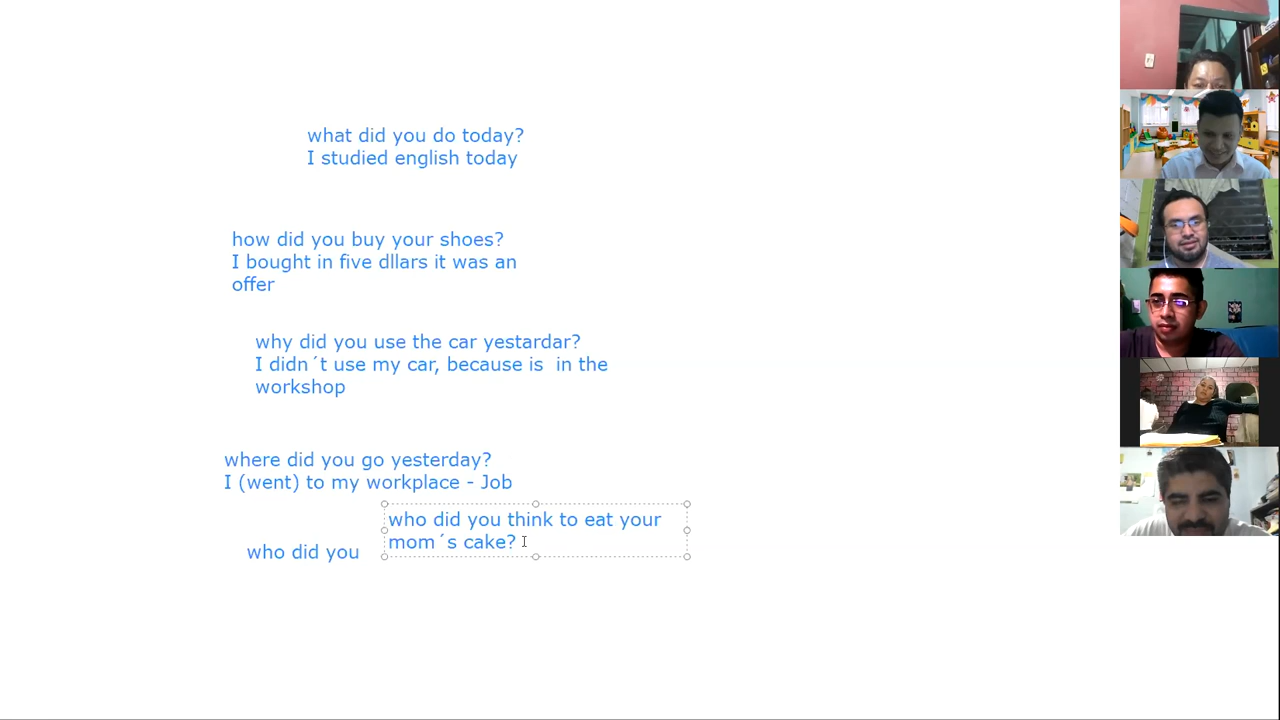 what did you do today?
I studied english today
how did you buy your shoes?
I bought in five dllars it was an
offer
why did you use the car yestardar?
I didn´t use my car, because is  in the
workshop
where did you go yesterday?
I (went) to my workplace - Job
who did you think to eat your
mom´s cake?
who did you